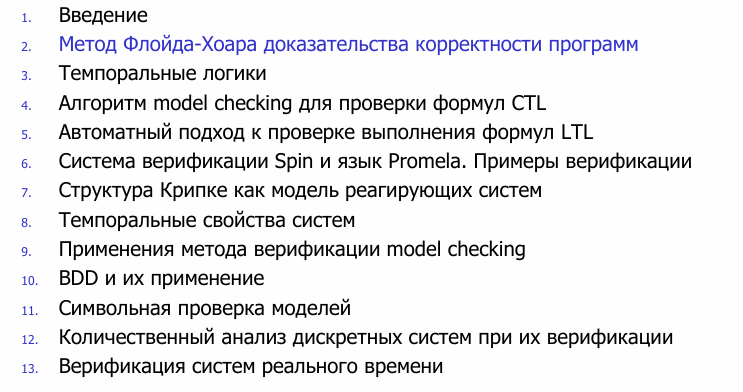 1. Введение
2. Метод Флойда-Хоара доказательства корректности программ
3. Темпоральные логики
4. Алгоритм model checking для проверки формул CTL
5. Автоматный подход к проверке выполнения формул LTL
6. Система верификации Spin и язык Promela. Примеры верификации
7. Структура Крипке как модель реагирующих систем
8. Темпоральные свойства систем
9. Применения метода верификации model checking
10. BDD и их применение
11. Символьная проверка моделей
12. Количественный анализ дискретных систем при их верификации
13. Верификация систем реального времени